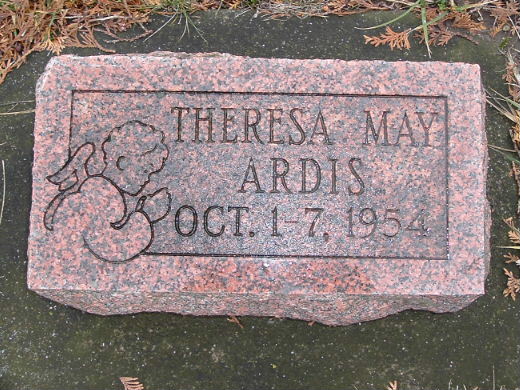 THERESA MAY
ARDIS
OCT. 1-7, 1954